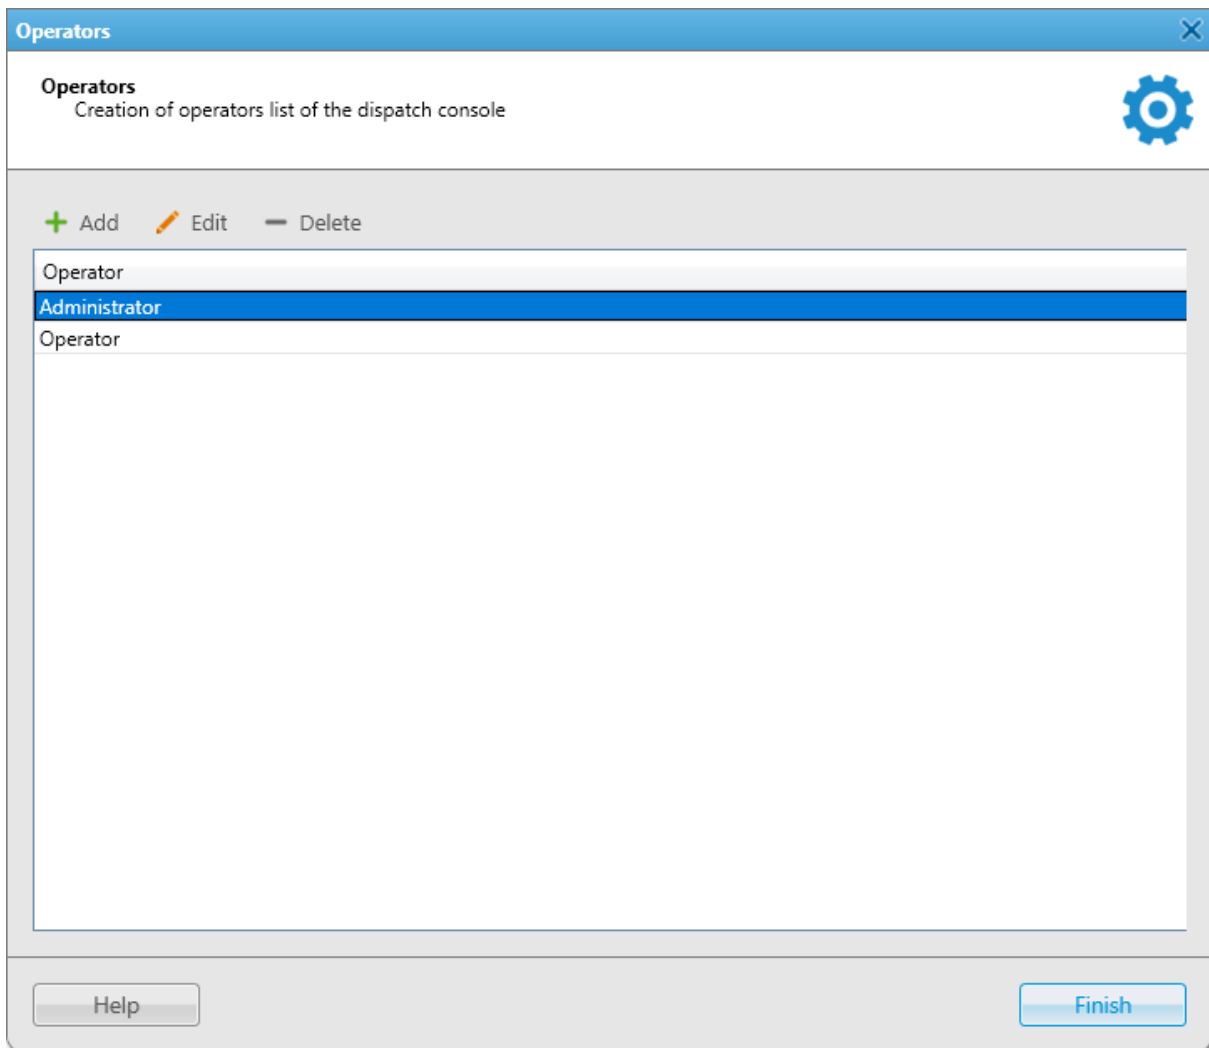 Operators
Operators
Creation of operators list of the dispatch console
Add Edit Delete
Operator
Administrator
Operator
Help Finish